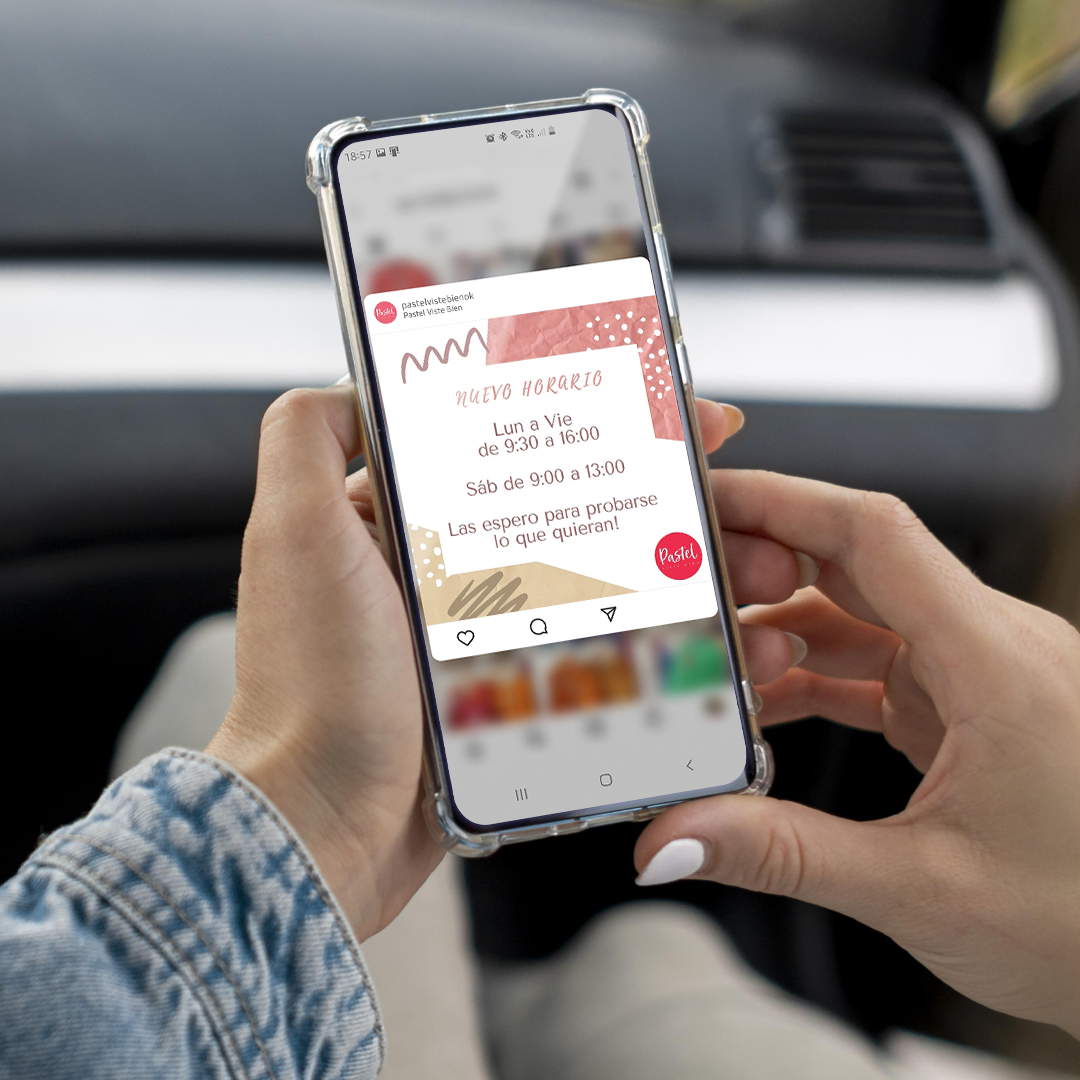 18:57
pastelvistebienok
Pastel Viste Bien
NUEVO HORARIO
Lun a Vie
de 9:30 a 16:00
Sáb de 9:00 a 13:00
Las espero para probarse
lo que quieran!
Pastel